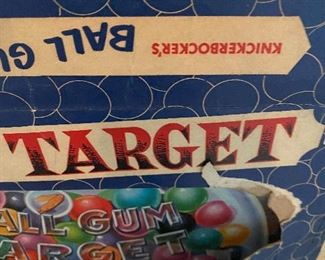 KNICKERBOCKER'S BALL GU
TARGET
ALL GUM
ARGET